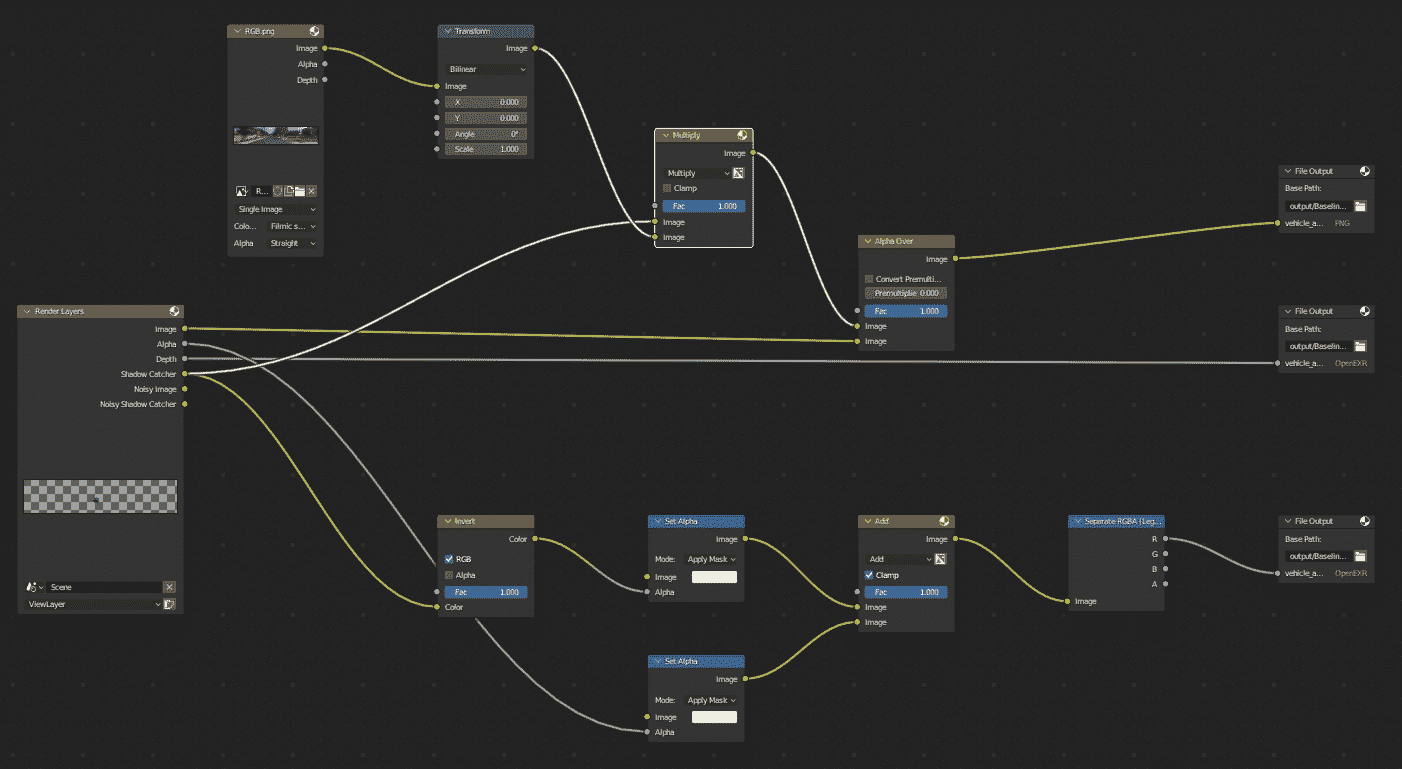 RGB.png
Image
Alpha
Depth
R...
Single Image
Colo... Filmic s...
Alpha Straight
Transform
Image
Bilinear
Image
X 0.000
Y 0.000
Angle 0°
Scale 1.000
Multiply
Image
Multiply
Clamp
Fac 1.000
Image
Image
Alpha Over
Image
Convert Premulti...
Premultiplie 0.000
Fac 1.000
Image
Image
File Output
Base Path:
output/Baselin...
vehicle_a... PNG
Render Layers
Image
Alpha
Depth
Shadow Catcher
Noisy Image
Noisy Shadow Catcher
Scene
ViewLayer
File Output
Base Path:
output/Baselin...
vehicle_a... OpenEXR
Invert
Color
RGB
Alpha
Fac 1.000
Color
Set Alpha
Image
Mode: Apply Mask
Image
Alpha
Set Alpha
Image
Mode: Apply Mask
Image
Alpha
Add
Image
Add
Clamp
Fac 1.000
Image
Image
Separate RGBA (Leg...
R
G
B
A
Image
File Output
Base Path:
output/Baselin...
vehicle_a... OpenEXR